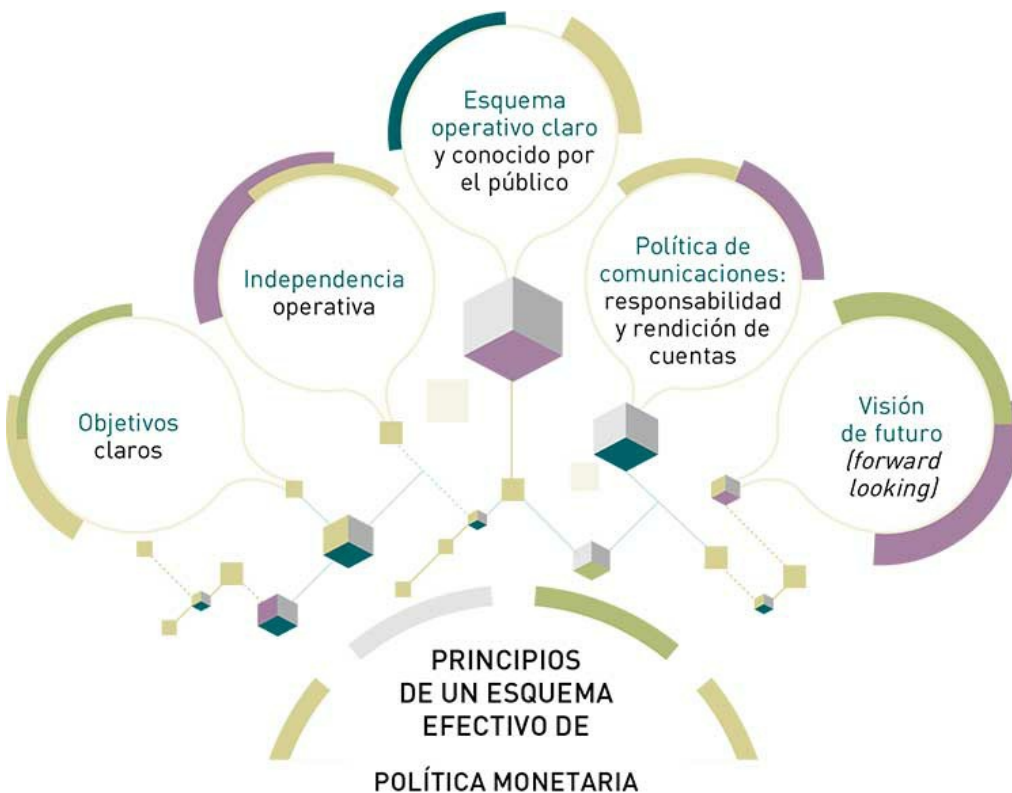 Esquema
operativo claro
y conocido por
el público
Independencia
operativa
Política de
comunicaciones:
responsabilidad
y rendición de
cuentas
Objetivos
claros
Visión
de futuro
(forward
looking)
PRINCIPIOS
DE UN ESQUEMA
EFECTIVO DE
POLÍTICA MONETARIA